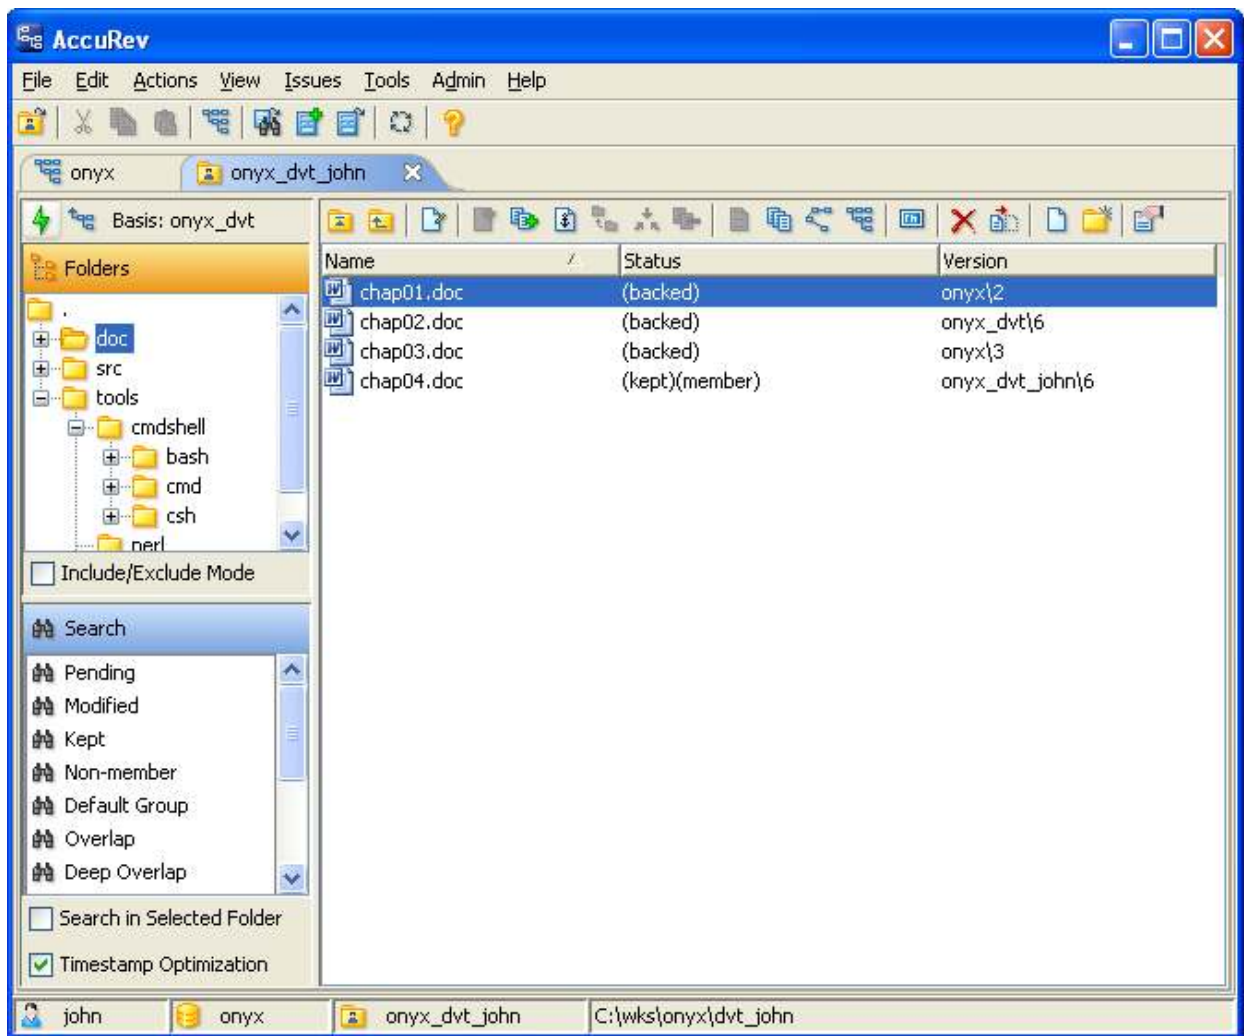 AccuRev
File Edit Actions View Issues Tools Admin Help
onyx onyx_dvt_john
Basis: onyx_dvt
Folders
.
doc
src
tools
cmdshell
bash
cmd
csh
perl
Include/Exclude Mode
Search
Pending
Modified
Kept
Non-member
Default Group
Overlap
Deep Overlap
Search in Selected Folder
Timestamp Optimization
Name Status Version
chap01.doc (backed) onyx\2
chap02.doc (backed) onyx_dvt\6
chap03.doc (backed) onyx\3
chap04.doc (kept)(member) onyx_dvt_john\6
john onyx onyx_dvt_john C:\wks\onyx\dvt_john